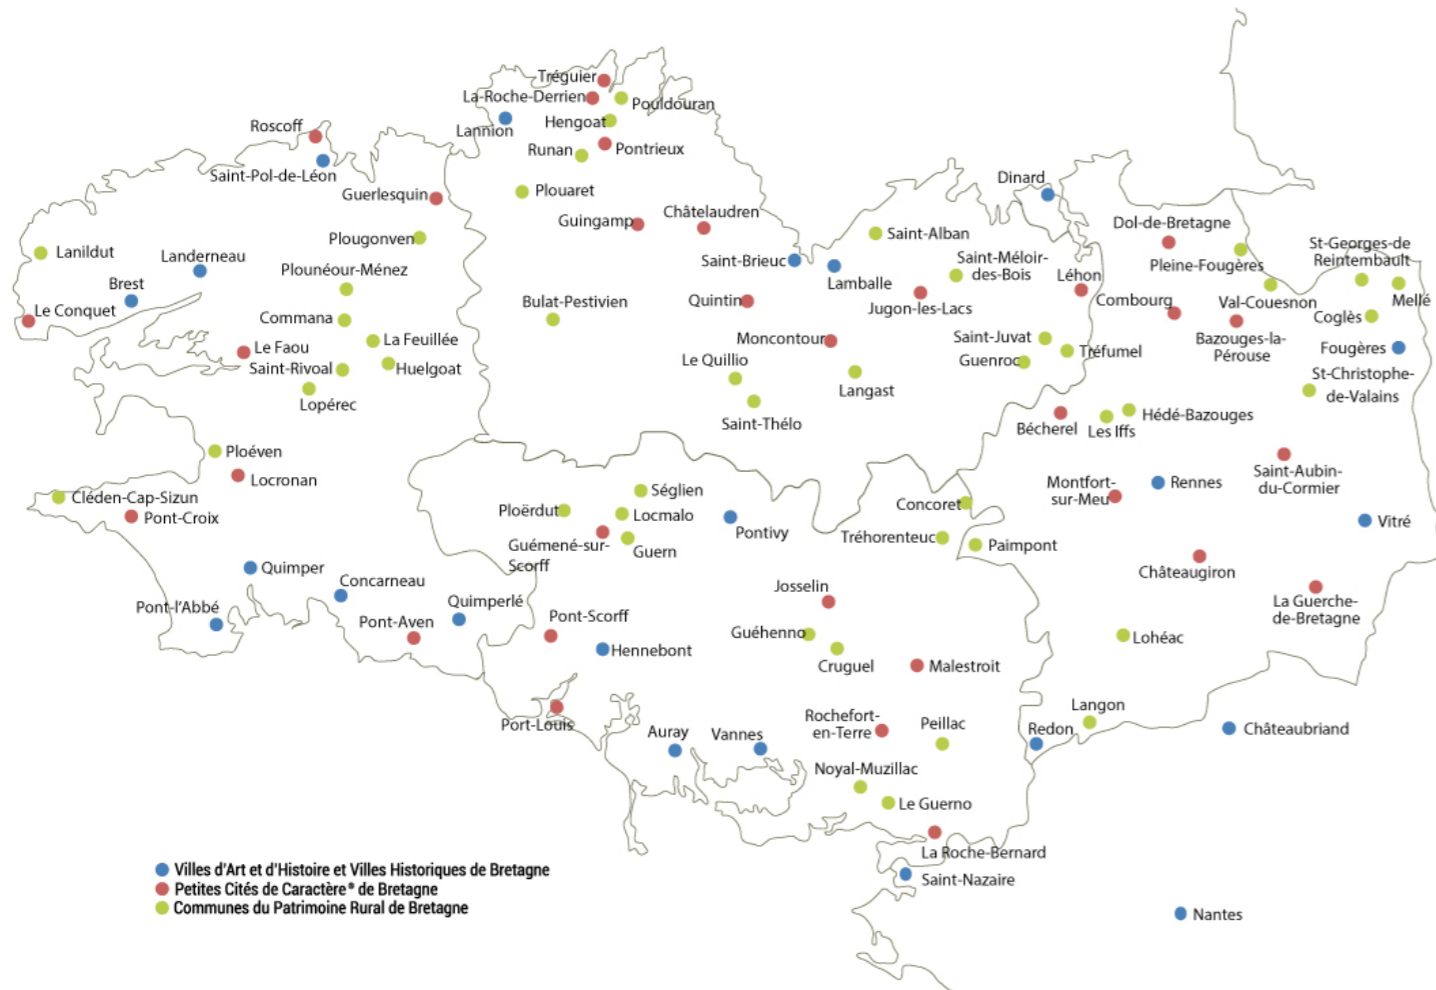 Tréguier
La-Roche-Derrien
Pouldouran
Lannion
Hengoat
Roscoff
Runan
Pontrieux
Saint-Pol-de-Léon
Dinard
Guerlesquin
Plouaret
Guingamp
Châtelaudren
Dol-de-Bretagne
Plougonven
Saint-Alban
St-Georges-de
Reintembault
Lanildut
Landerneau
Saint-Brieuc
Saint-Méloir-
des-Bois
Pleine-Fougères
Plounéour-Ménez
Léhon
Brest
Lamballe
Combourg
Val-Couesnon
Mellé
Bulat-Pestivien
Quintin
Jugon-les-Lacs
Le Conquet
Commana
Coglès
Bazouges-la-
Pérouse
La Feuillée
Moncontour
Saint-Juvat
Le Faou
Tréfumel
Fougères
Saint-Rivoal
Huelgoat
Le Quillio
Guenroc
St-Christophe-
de-Valains
Lopérec
Langast
Saint-Thélo
Bécherel
Les Iffs
Hédé-Bazouges
Ploéven
Locronan
Saint-Aubin-
du-Cormier
Cléden-Cap-Sizun
Séglien
Montfort-
sur-Meu
Rennes
Pont-Croix
Ploërdut
Locmalo
Concoret
Vitré
Pontivy
Tréhorenteuc
Paimpont
Guémené-sur-
Scorff
Guern
Quimper
Châteaugiron
Concarneau
Josselin
La Guerche-
de-Bretagne
Pont-l'Abbé
Quimperlé
Pont-Aven
Pont-Scorff
Guéhenno
Lohéac
Hennebont
Cruguel
Malestroit
Port-Louis
Auray
Vannes
Rochefort-
en-Terre
Peillac
Redon
Langon
Châteaubriand
Noyal-Muzillac
Le Guerno
La Roche-Bernard
Saint-Nazaire
Nantes
Villes d'Art et d'Histoire et Villes Historiques de Bretagne
Petites Cités de Caractère® de Bretagne
Communes du Patrimoine Rural de Bretagne